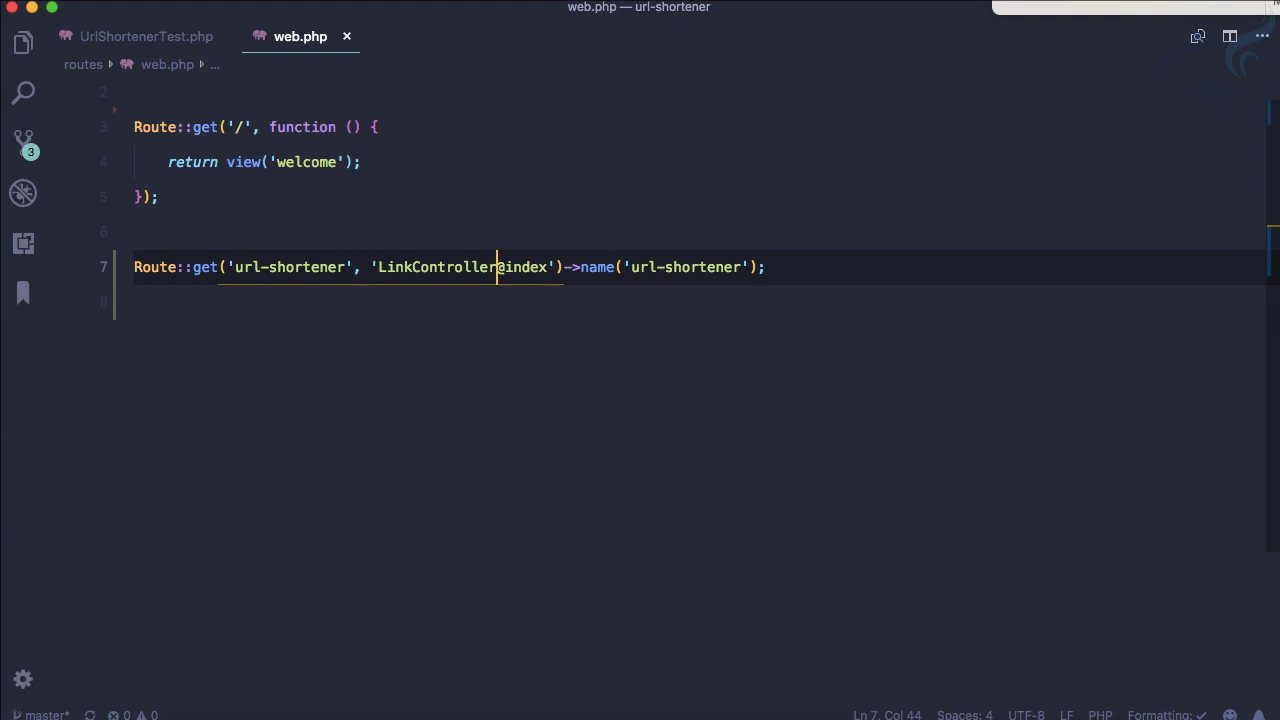 web.php — url-shortener
UrlShortenerTest.php web.php ×
routes web.php ...
2
3 Route::get('/', function () {
4 return view('welcome');
5 });
6
7 Route::get('url-shortener', 'LinkController@index')->name('url-shortener');
8
3
master* 0 0 Ln 7, Col 44 Spaces: 4 UTF-8 LF PHP Formatting: ✓